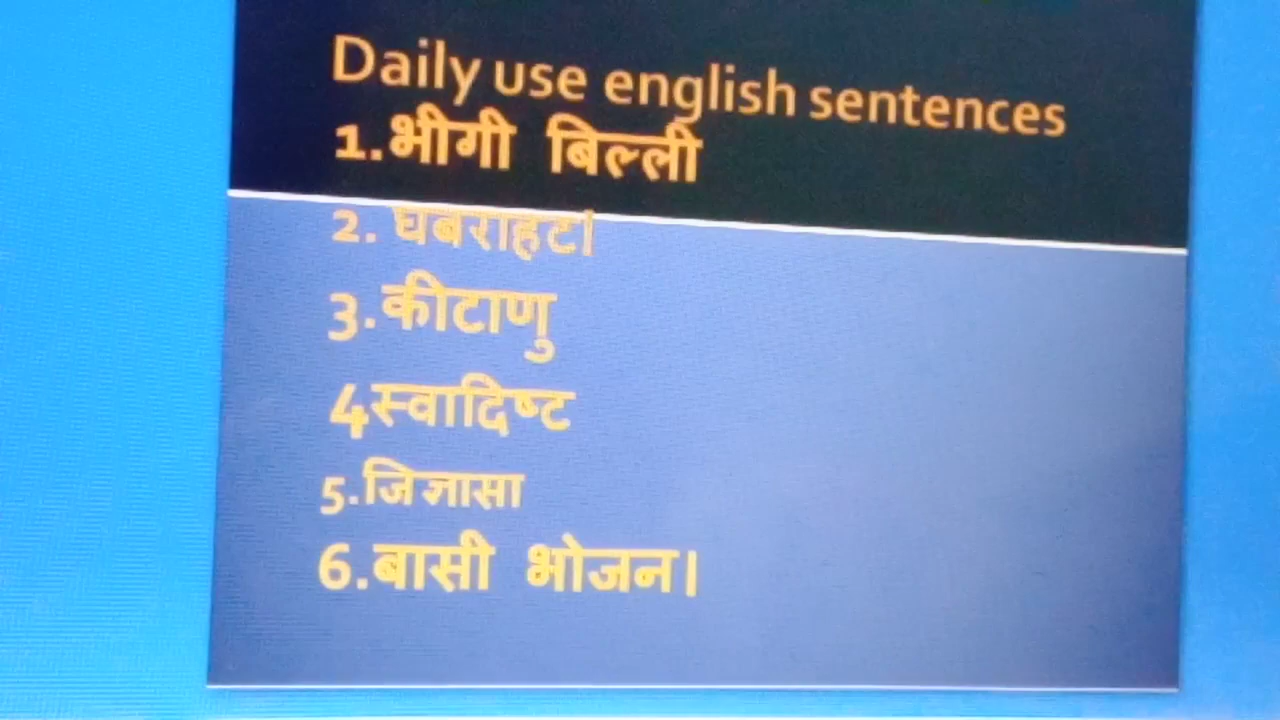 Daily use english sentences
1.भीगी बिल्ली
2. घबराहट।
3.कीटाणु
4स्वादिष्ट
5.जिज्ञासा
6.बासी भोजन।